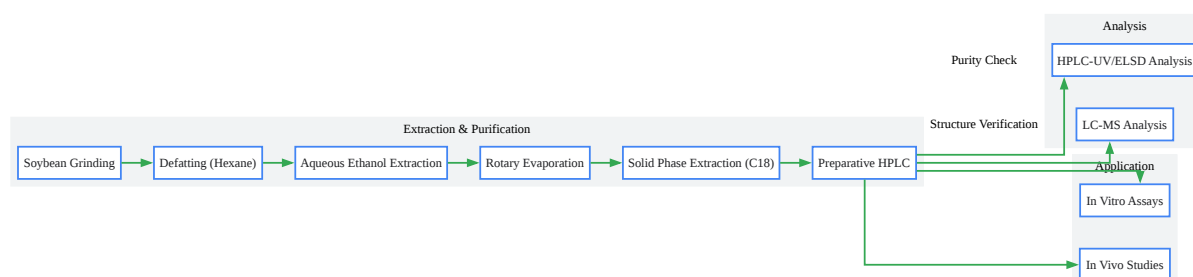 Analysis
Purity Check
HPLC-UV/ELSD Analysis
Extraction & Purification
Structure Verification
LC-MS Analysis
Soybean Grinding
Defatting (Hexane)
Aqueous Ethanol Extraction
Rotary Evaporation
Solid Phase Extraction (C18)
Preparative HPLC
Application
In Vitro Assays
In Vivo Studies